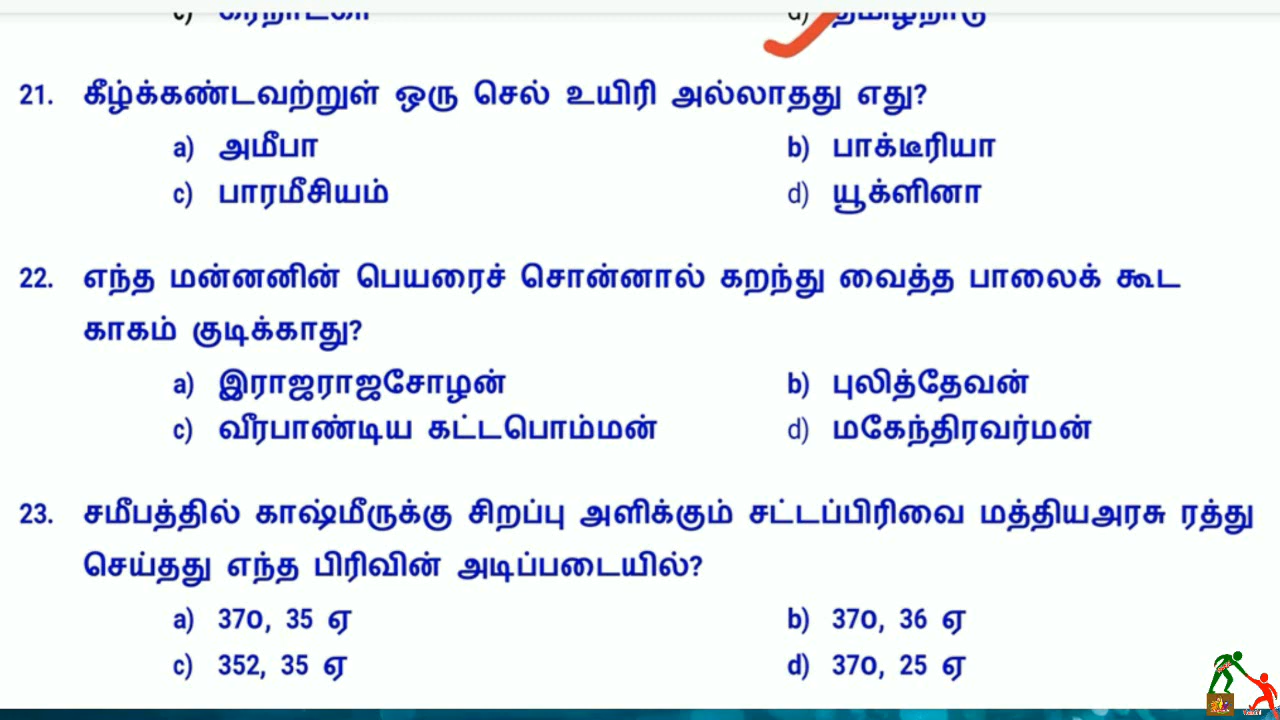 21. கீழ்க்கண்டவற்றுள் ஒரு செல் உயிரி அல்லாதது எது?
a) அமீபா b) பாக்டீரியா
c) பாரமீசியம் d) யூக்ளினா
22. எந்த மன்னனின் பெயரைச் சொன்னால் கறந்து வைத்த பாலைக் கூட
காகம் குடிக்காது?
a) இராஜராஜசோழன் b) புலித்தேவன்
c) வீரபாண்டிய கட்டபொம்மன் d) மகேந்திரவர்மன்
23. சமீபத்தில் காஷ்மீருக்கு சிறப்பு அளிக்கும் சட்டப்பிரிவை மத்தியஅரசு ரத்து
செய்தது எந்த பிரிவின் அடிப்படையில்?
a) 370, 35 ஏ b) 370, 36 ஏ
c) 352, 35 ஏ d) 370, 25 ஏ